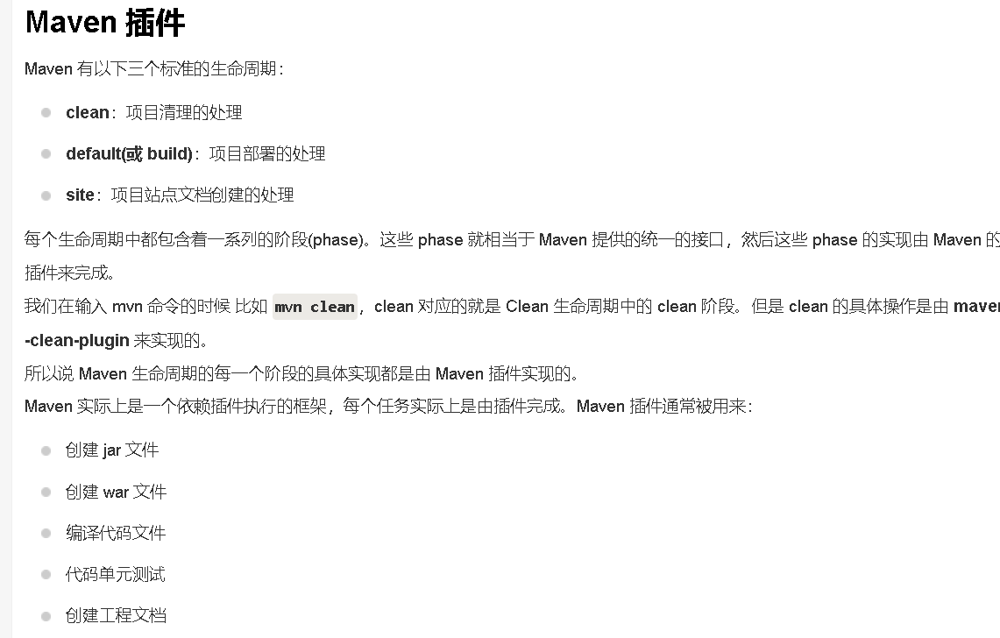 Maven 插件
Maven 有以下三个标准的生命周期：
clean：项目清理的处理
default(或 build)：项目部署的处理
site：项目站点文档创建的处理
每个生命周期中都包含着一系列的阶段(phase)。这些 phase 就相当于 Maven 提供的统一的接口，然后这些 phase 的实现由 Maven 的
插件来完成。
我们在输入 mvn 命令的时候 比如 mvn clean，clean 对应的就是 Clean 生命周期中的 clean 阶段。但是 clean 的具体操作是由 maven
-clean-plugin 来实现的。
所以说 Maven 生命周期的每一个阶段的具体实现都是由 Maven 插件实现的。
Maven 实际上是一个依赖插件执行的框架，每个任务实际上是由插件完成。Maven 插件通常被用来：
创建 jar 文件
创建 war 文件
编译代码文件
代码单元测试
创建工程文档